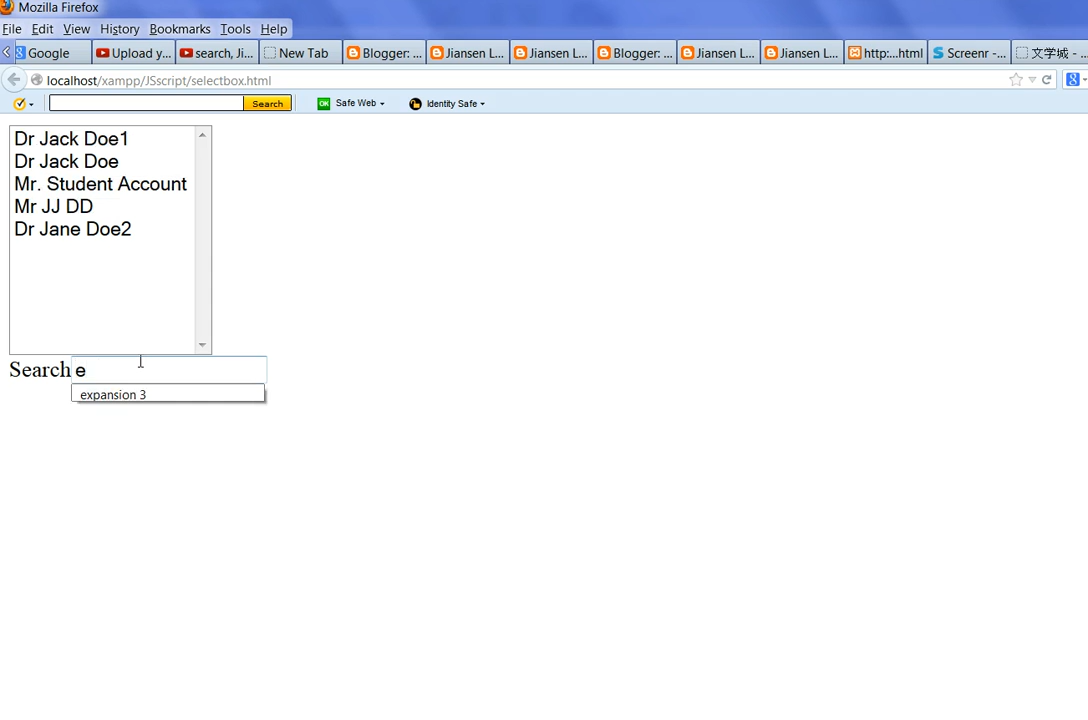 Mozilla Firefox
File Edit View History Bookmarks Tools Help
Google Upload y... search, Ji... New Tab Blogger: ... Jiansen L... Jiansen L... Blogger: ... Jiansen L... Jiansen L... http:...html Screenr -... 文学城 -...
localhost/xampp/JSscript/selectbox.html
Search OK Safe Web Identity Safe
Dr Jack Doe1
Dr Jack Doe
Mr. Student Account
Mr JJ DD
Dr Jane Doe2
Search e
expansion 3